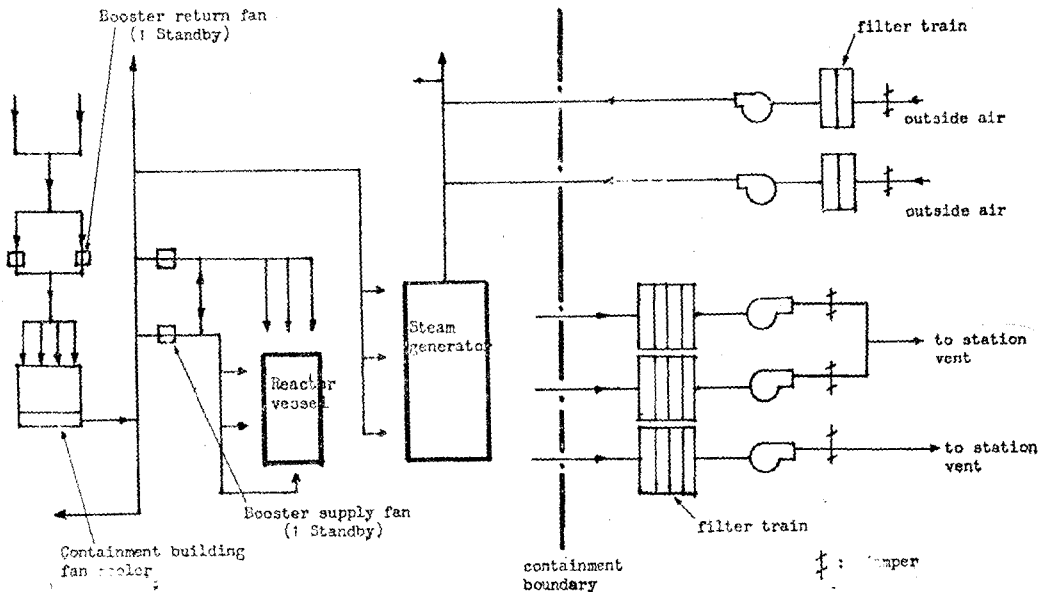 Booster return fan
(1 Standby)
filter train
outside air
outside air
Steam
generator
Reactor
vessel
to station
vent
to station
vent
Booster supply fan
(1 Standby)
filter train
Containment building
fan cooler
containment
boundary
: